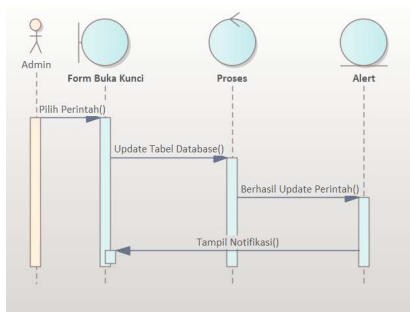 Admin
Form Buka Kunci
Proses
Alert
Pilih Perintah()
Update Tabel Database()
Berhasil Update Perintah()
Tampil Notifikasi()